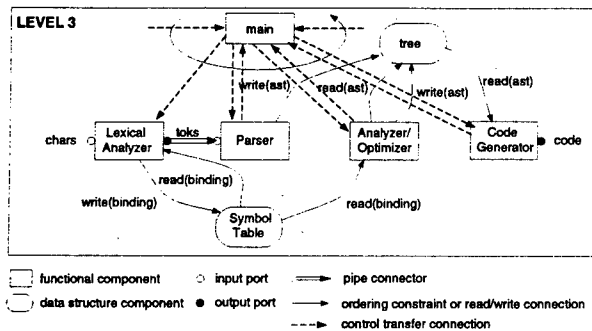 LEVEL 3
main
tree
write(ast)
read(ast)
write(ast)
read(ast)
chars
Lexical
Analyzer
toks
Parser
Analyzer/
Optimizer
Code
Generator
code
read(binding)
write(binding)
read(binding)
Symbol
Table
functional component
input port
pipe connector
data structure component
output port
ordering constraint or read/write connection
control transfer connection